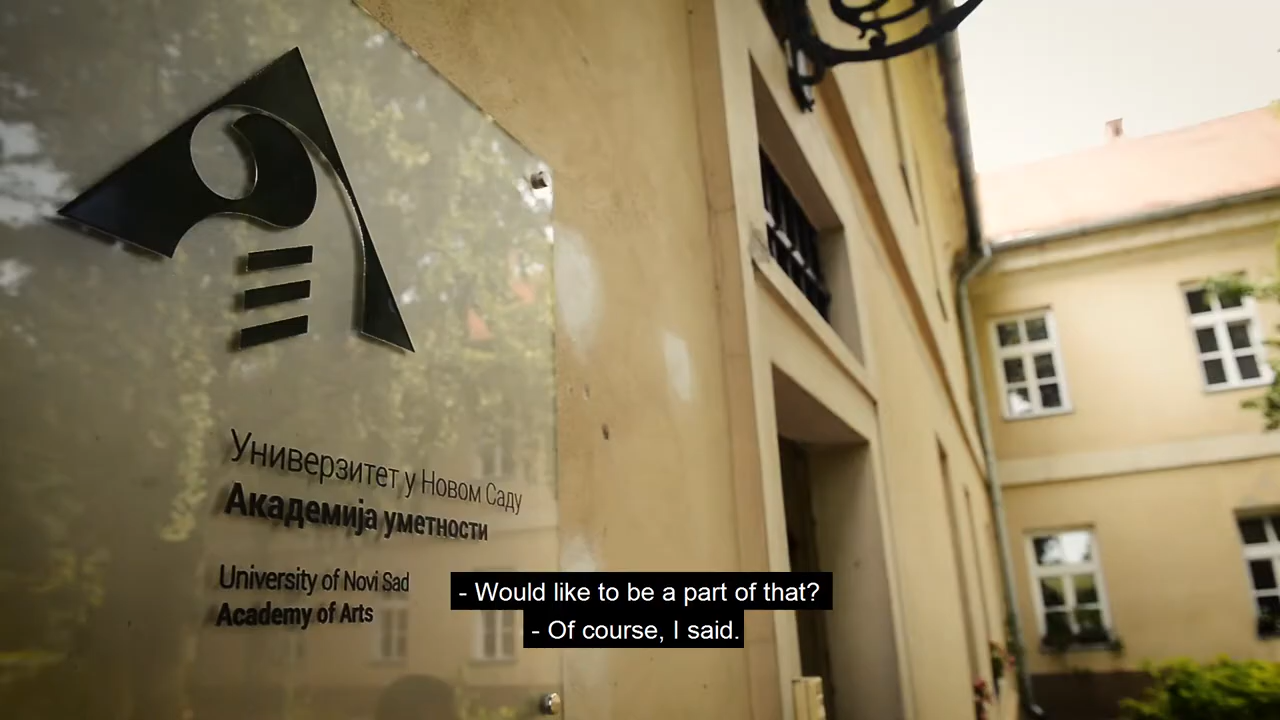 Универзитет у Новом Саду
Академија уметности
University of Novi Sad
Academy of Arts
- Would like to be a part of that?
- Of course, I said.